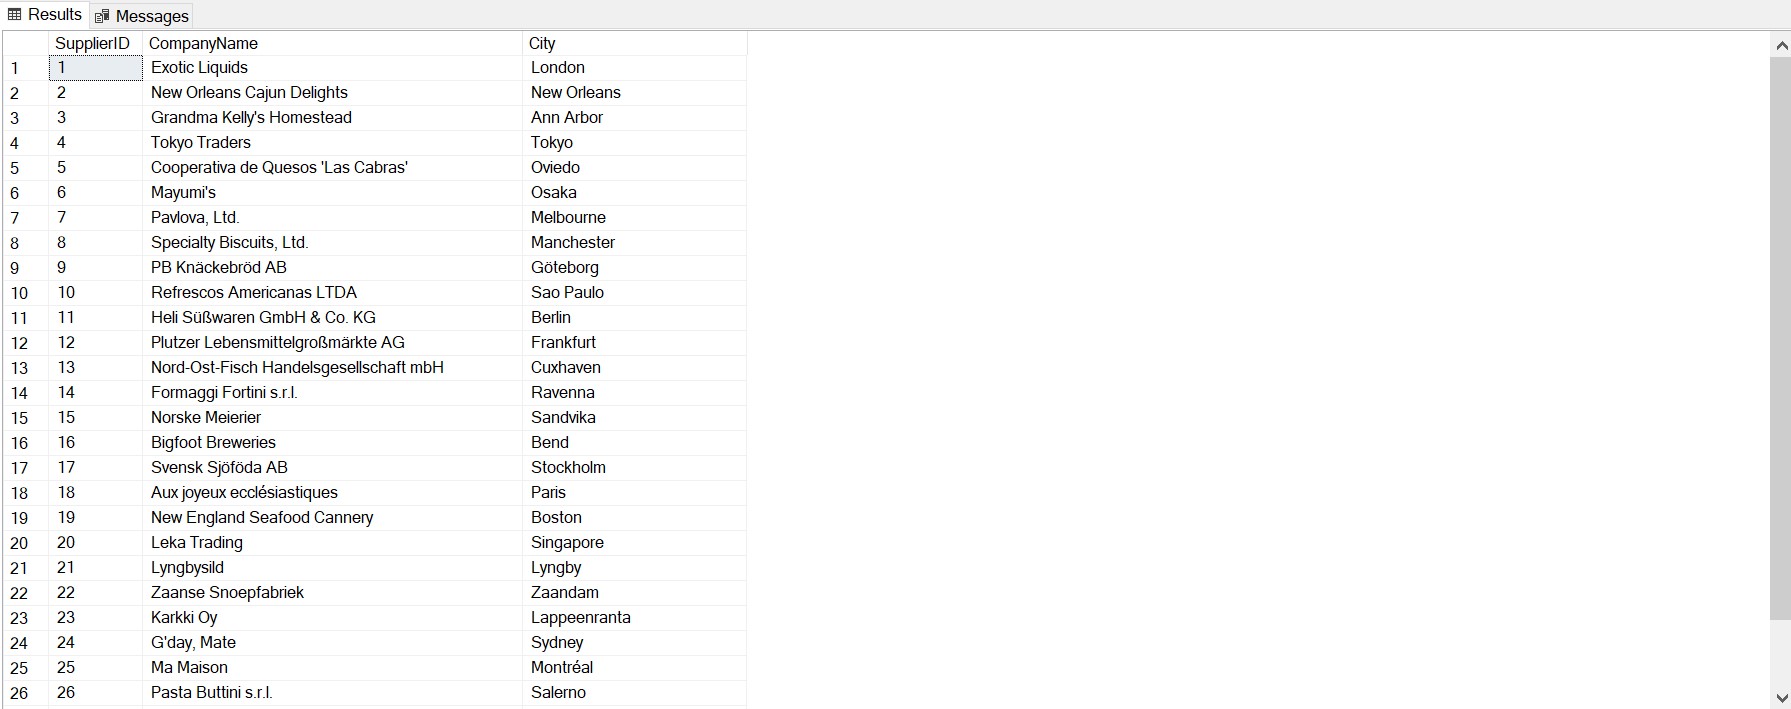 Results Messages
SupplierID CompanyName City
1 1 Exotic Liquids London
2 2 New Orleans Cajun Delights New Orleans
3 3 Grandma Kelly's Homestead Ann Arbor
4 4 Tokyo Traders Tokyo
5 5 Cooperativa de Quesos 'Las Cabras' Oviedo
6 6 Mayumi's Osaka
7 7 Pavlova, Ltd. Melbourne
8 8 Specialty Biscuits, Ltd. Manchester
9 9 PB Knäckebröd AB Göteborg
10 10 Refrescos Americanas LTDA Sao Paulo
11 11 Heli Süßwaren GmbH & Co. KG Berlin
12 12 Plutzer Lebensmittelgroßmärkte AG Frankfurt
13 13 Nord-Ost-Fisch Handelsgesellschaft mbH Cuxhaven
14 14 Formaggi Fortini s.r.l. Ravenna
15 15 Norske Meierier Sandvika
16 16 Bigfoot Breweries Bend
17 17 Svensk Sjöföda AB Stockholm
18 18 Aux joyeux ecclésiastiques Paris
19 19 New England Seafood Cannery Boston
20 20 Leka Trading Singapore
21 21 Lyngbysild Lyngby
22 22 Zaanse Snoepfabriek Zaandam
23 23 Karkki Oy Lappeenranta
24 24 G'day, Mate Sydney
25 25 Ma Maison Montréal
26 26 Pasta Buttini s.r.l. Salerno